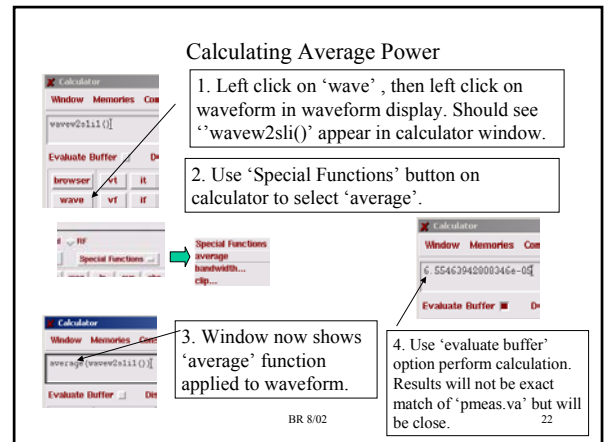 Calculating Average Power
Calculator
Window Memories
wavew2s1i1()
Evaluate Buffer
browser vt it
wave vf if
1. Left click on ‘wave’ , then left click on
waveform in waveform display. Should see
‘’wavew2sli()’ appear in calculator window.
2. Use ‘Special Functions’ button on
calculator to select ‘average’.
RF
Special Functions
Special Functions
average
bandwidth...
clip...
Calculator
Window Memories
Evaluate Buffer
Calculator
Window Memories
average(wavew2s1i1())
Evaluate Buffer
3. Window now shows
‘average’ function
applied to waveform.
4. Use ‘evaluate buffer’
option perform calculation.
Results will not be exact
match of ‘pmeas.va’ but will
be close.
BR 8/02
22